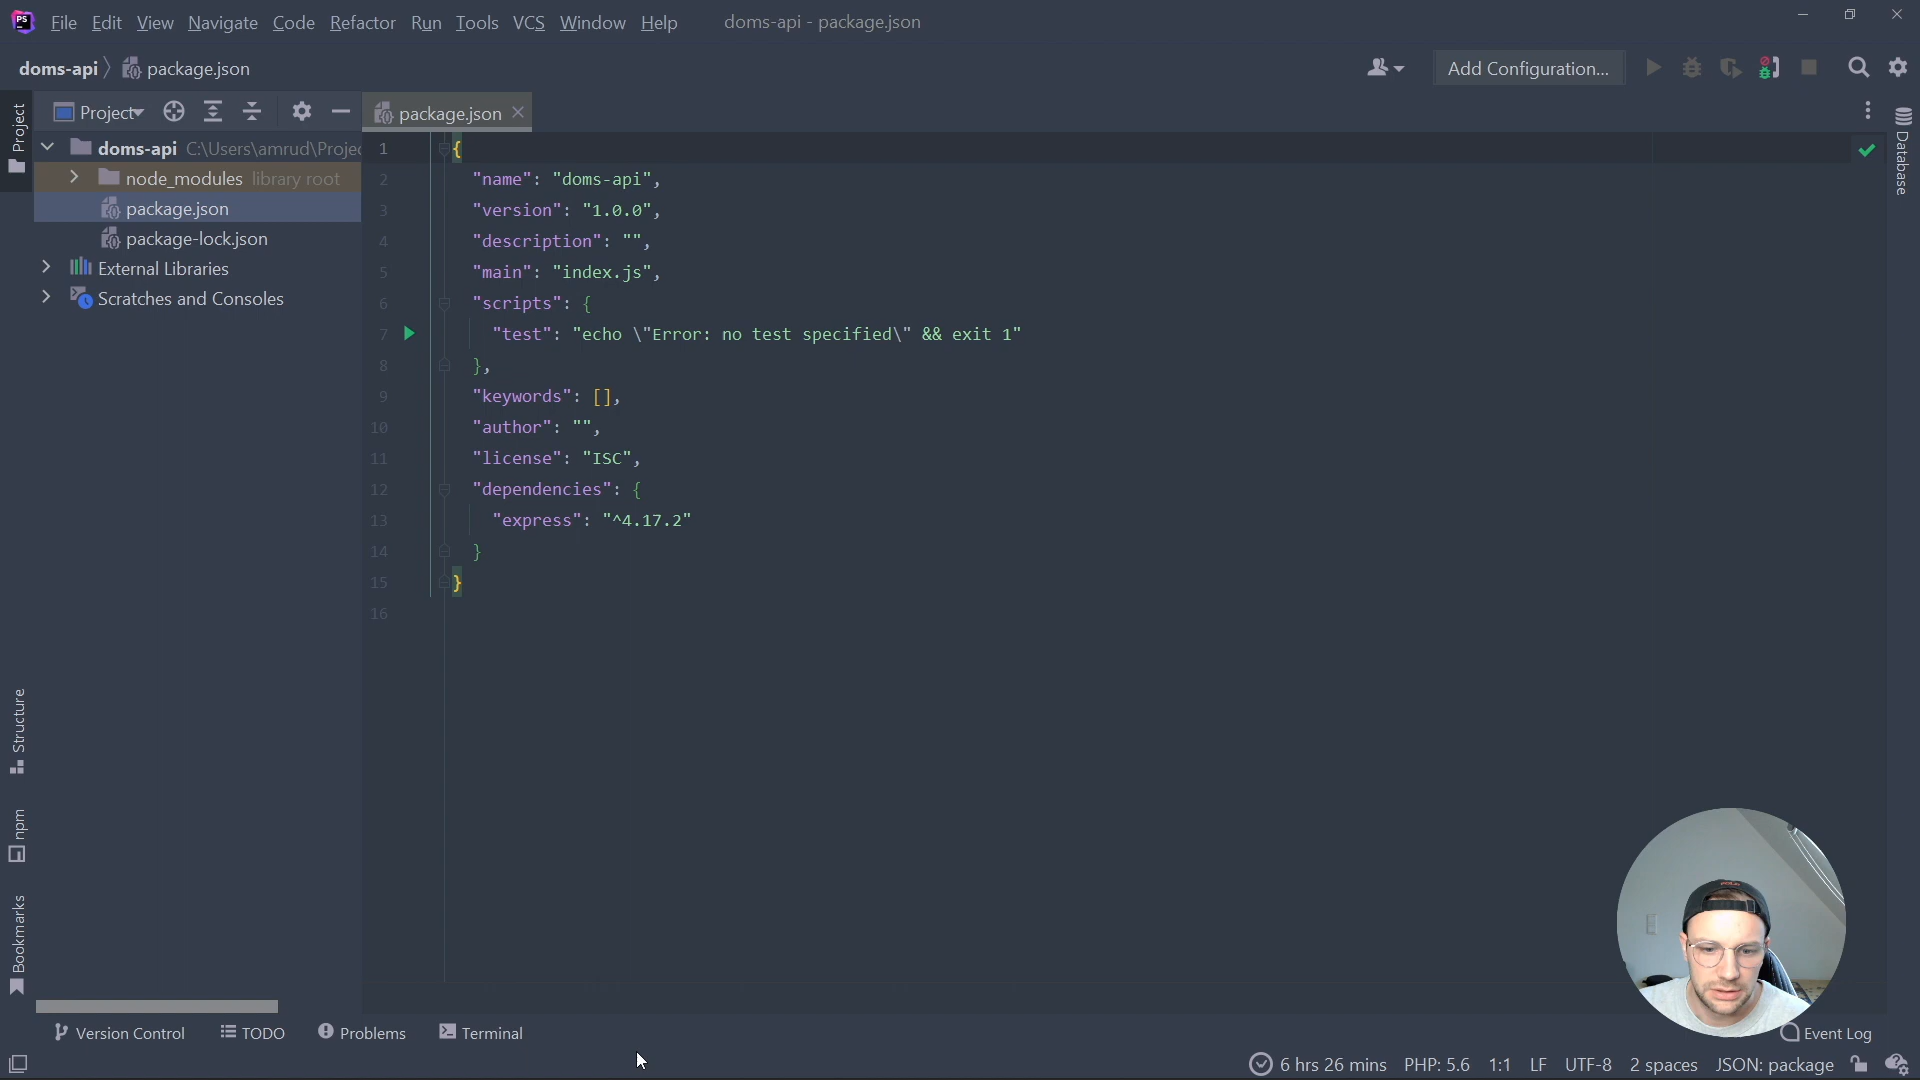 PS File Edit View Navigate Code Refactor Run Tools VCS Window Help doms-api - package.json
doms-api package.json Add Configuration...
Project
Project
package.json
doms-api C:\Users\amrud\Projec
node_modules library root
package.json
package-lock.json
External Libraries
Scratches and Consoles
1 {
2 "name": "doms-api",
3 "version": "1.0.0",
4 "description": "",
5 "main": "index.js",
6 "scripts": {
7 "test": "echo \"Error: no test specified\" && exit 1"
8 },
9 "keywords": [],
10 "author": "",
11 "license": "ISC",
12 "dependencies": {
13 "express": "^4.17.2"
14 }
15 }
16
Database
Structure
npm
Bookmarks
Version Control TODO Problems Terminal Event Log
6 hrs 26 mins PHP: 5.6 1:1 LF UTF-8 2 spaces JSON: package